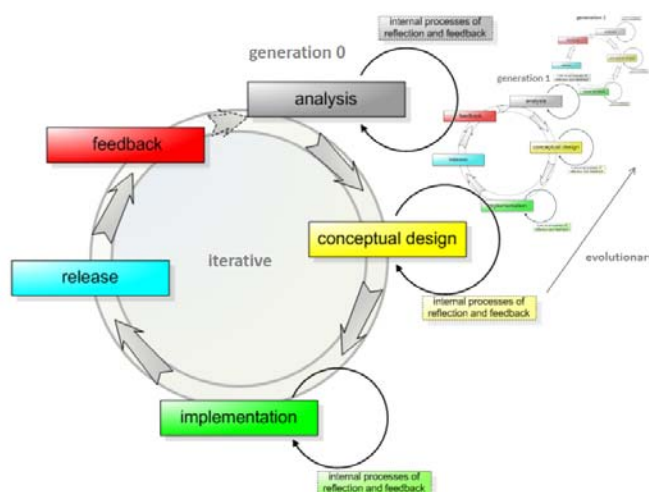 generation 0
internal processes of
reflection and feedback
analysis
feedback
conceptual design
iterative
release
internal processes of
reflection and feedback
implementation
internal processes of
reflection and feedback
generation 1
analysis
feedback
conceptual design
release
implementation
evolutionar